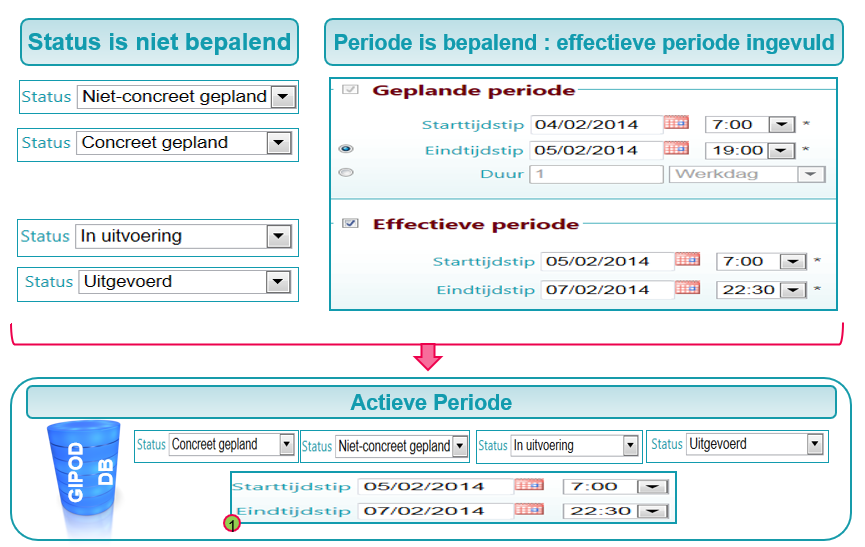 Status is niet bepalend
Periode is bepalend : effectieve periode ingevuld
Status Niet-concreet gepland
Status Concreet gepland
Status In uitvoering
Status Uitgevoerd
Geplande periode
Starttijdstip 04/02/2014 7:00 *
Eindtijdstip 05/02/2014 19:00 *
Duur 1 Werkdag
Effectieve periode
Starttijdstip 05/02/2014 7:00 *
Eindtijdstip 07/02/2014 22:30 *
Actieve Periode
GIPOD
DB
Status Concreet gepland Status Niet-concreet gepland Status In uitvoering Status Uitgevoerd
Starttijdstip 05/02/2014 7:00
Eindtijdstip 07/02/2014 22:30
1